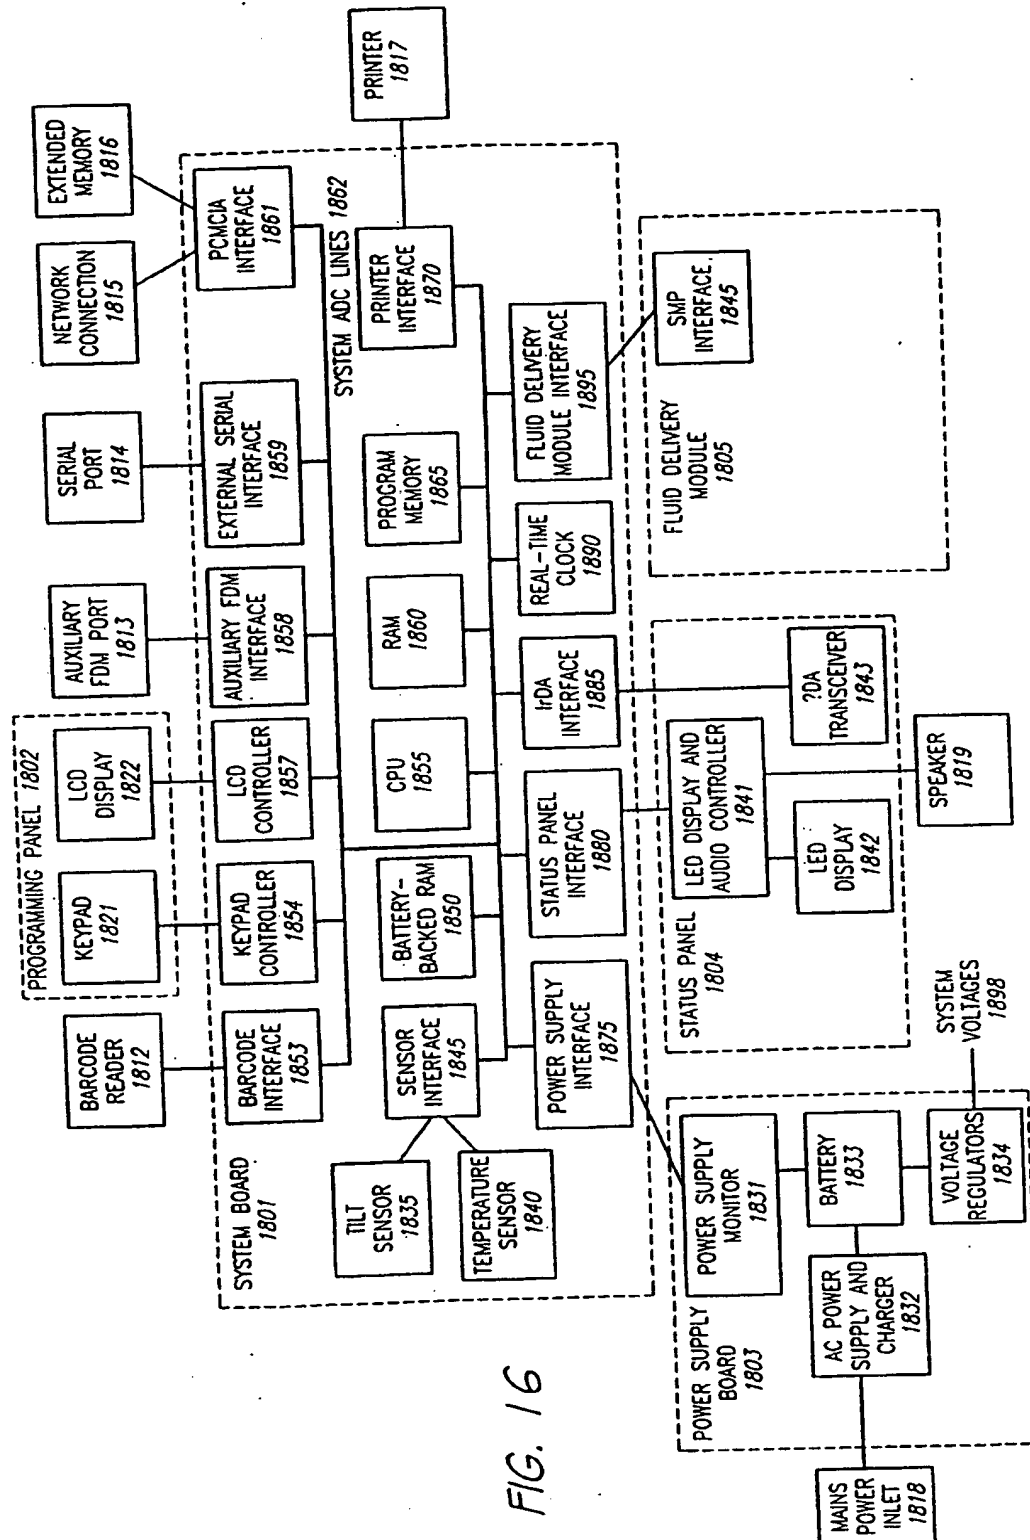 EXTENDED
MEMORY
1816
NETWORK
CONNECTION
1815
SERIAL
PORT
1814
AUXILIARY
FDM PORT
1813
PROGRAMMING PANEL 1802
LCD
DISPLAY
1822
KEYPAD
1821
BARCODE
READER
1812
PRINTER
1817
PCMCIA
INTERFACE
1861
EXTERNAL SERIAL
INTERFACE
1859
AUXILIARY FDM
INTERFACE
1858
LCD
CONTROLLER
1857
KEYPAD
CONTROLLER
1854
BARCODE
INTERFACE
1853
SYSTEM BOARD
1801
SYSTEM ADC LINES 1862
PRINTER
INTERFACE
1870
PROGRAM
MEMORY
1865
RAM
1860
CPU
1855
BATTERY-
BACKED RAM
1850
SENSOR
INTERFACE
1845
TILT
SENSOR
1835
TEMPERATURE
SENSOR
1840
FLUID DELIVERY
MODULE INTERFACE
1895
REAL-TIME
CLOCK
1890
IrDA
INTERFACE
1885
STATUS PANEL
INTERFACE
1880
POWER SUPPLY
INTERFACE
1875
SMP
INTERFACE.
1845
FLUID DELIVERY
MODULE
1805
LED DISPLAY AND
AUDIO CONTROLLER
1841
?DA
TRANSCEIVER
1843
LED
DISPLAY
1842
STATUS PANEL
1804
SPEAKER
1819
SYSTEM
VOLTAGES
1898
POWER SUPPLY
MONITOR
1831
BATTERY
1833
VOLTAGE
REGULATORS
1834
AC POWER
SUPPLY AND
CHARGER
1832
POWER SUPPLY
BOARD
1803
MAINS
POWER
INLET
1818
FIG. 16